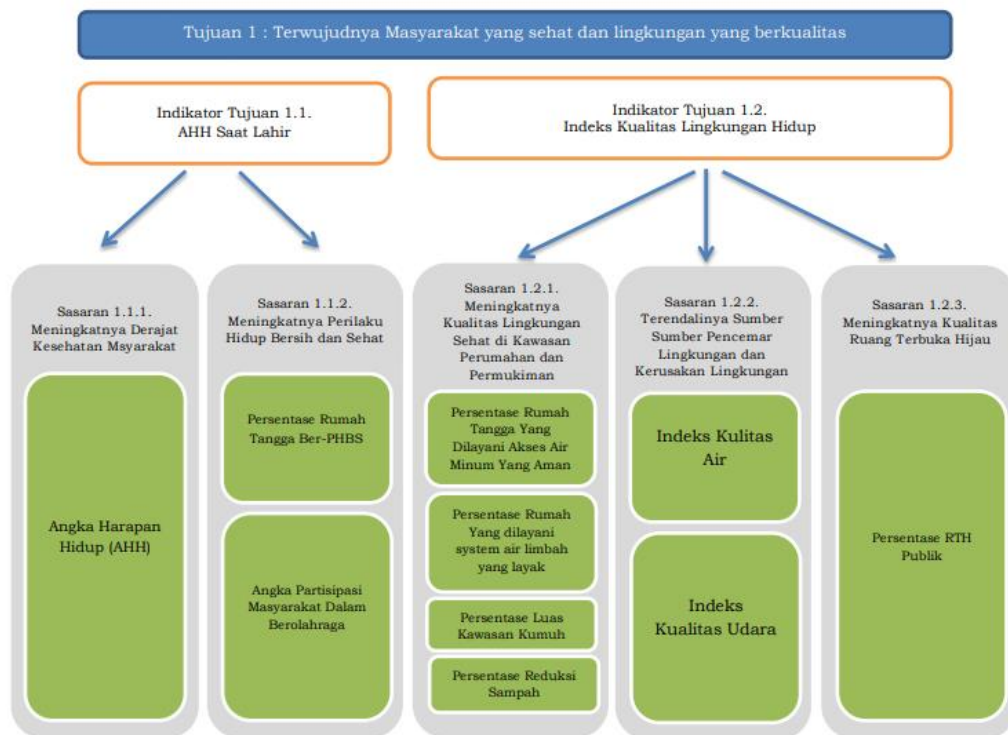 Tujuan 1 : Terwujudnya Masyarakat yang sehat dan lingkungan yang berkualitas
Indikator Tujuan 1.1.
AHH Saat Lahir
Indikator Tujuan 1.2.
Indeks Kualitas Lingkungan Hidup
Sasaran 1.1.1.
Meningkatnya Derajat
Kesehatan Msyarakat
Angka Harapan
Hidup (AHH)
Sasaran 1.1.2.
Meningkatnya Perilaku
Hidup Bersih dan Sehat
Persentase Rumah
Tangga Ber-PHBS
Angka Partisipasi
Masyarakat Dalam
Berolahraga
Sasaran 1.2.1.
Meningkatnya
Kualitas Lingkungan
Sehat di Kawasan
Perumahan dan
Permukiman
Persentase Rumah
Tangga Yang
Dilayani Akses Air
Minum Yang Aman
Persentase Rumah
Yang dilayani
system air limbah
yang layak
Persentase Luas
Kawasan Kumuh
Persentase Reduksi
Sampah
Sasaran 1.2.2.
Terendalinya Sumber
Sumber Pencemar
Lingkungan dan
Kerusakan Lingkungan
Indeks Kulitas
Air
Indeks
Kualitas Udara
Sasaran 1.2.3.
Meningkatnya Kualitas
Ruang Terbuka Hijau
Persentase RTH
Publik